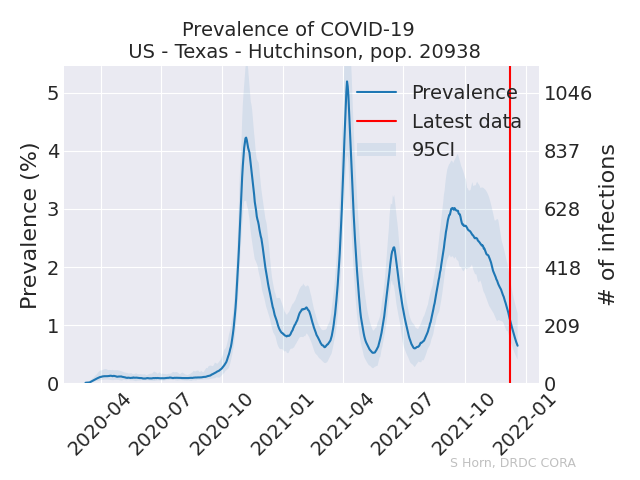 Prevalence of COVID-19
US - Texas - Hutchinson, pop. 20938
Prevalence (%)
5
4
3
2
1
0
1046
837
628
418
209
0
# of infections
Prevalence
Latest data
95CI
2020-04
2020-07
2020-10
2021-01
2021-04
2021-07
2021-10
2022-01
S Horn, DRDC CORA